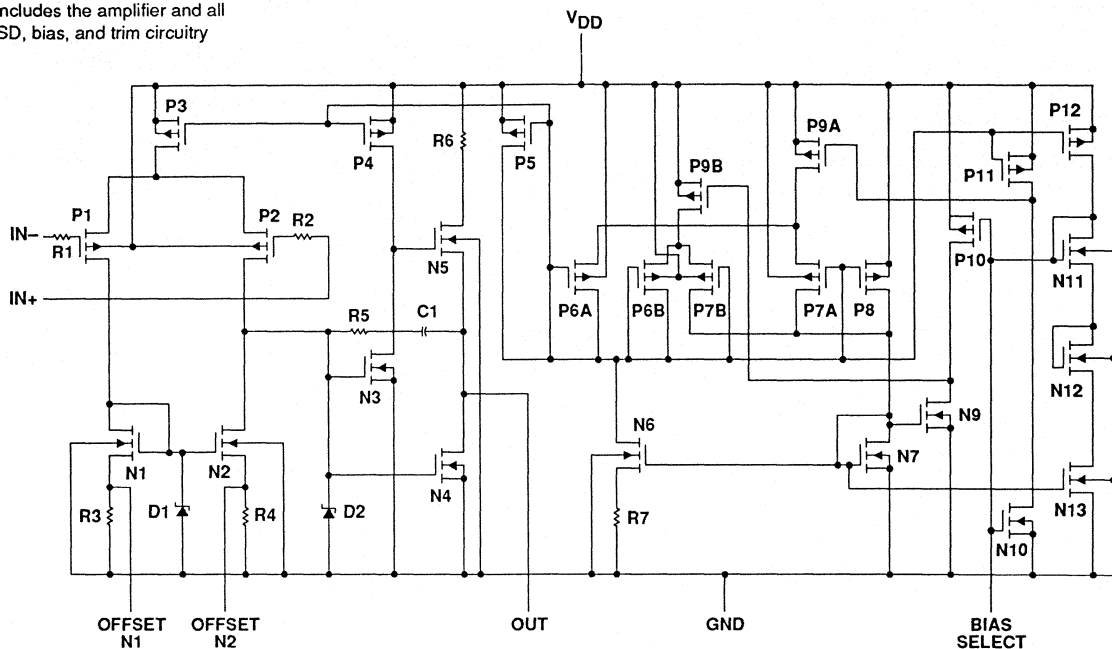 ncludes the amplifier and all
SD, bias, and trim circuitry
VDD
P3
P4
R6
P5
P9B
P9A
P11
P12
P1
P2
R2
IN–
R1
N5
P10
N11
IN+
P6A
P6B
P7B
P7A
P8
R5
C1
N3
N12
N1
N2
N4
N6
N7
N9
R3
D1
R4
D2
R7
N13
N10
OFFSET
N1
OFFSET
N2
OUT
GND
BIAS
SELECT